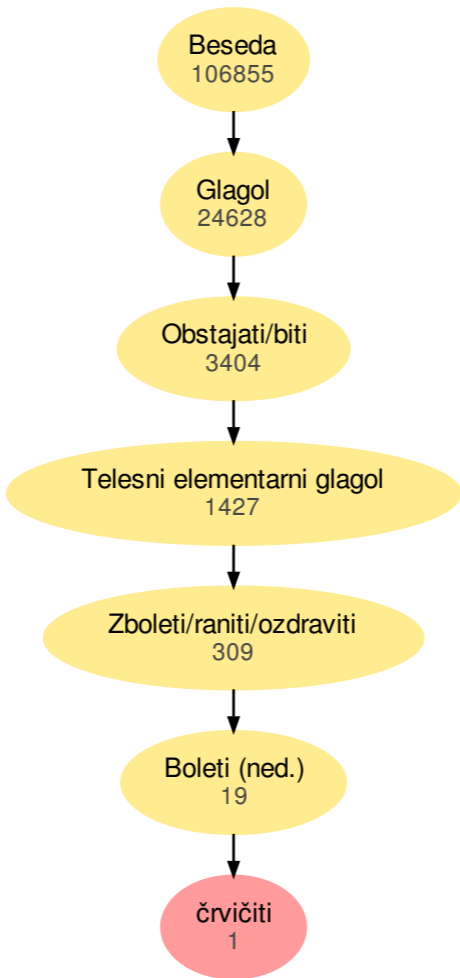 Beseda
106855
Glagol
24628
Obstajati/biti
3404
Telesni elementarni glagol
1427
Zboleti/raniti/ozdraviti
309
Boleti (ned.)
19
črvičiti
1